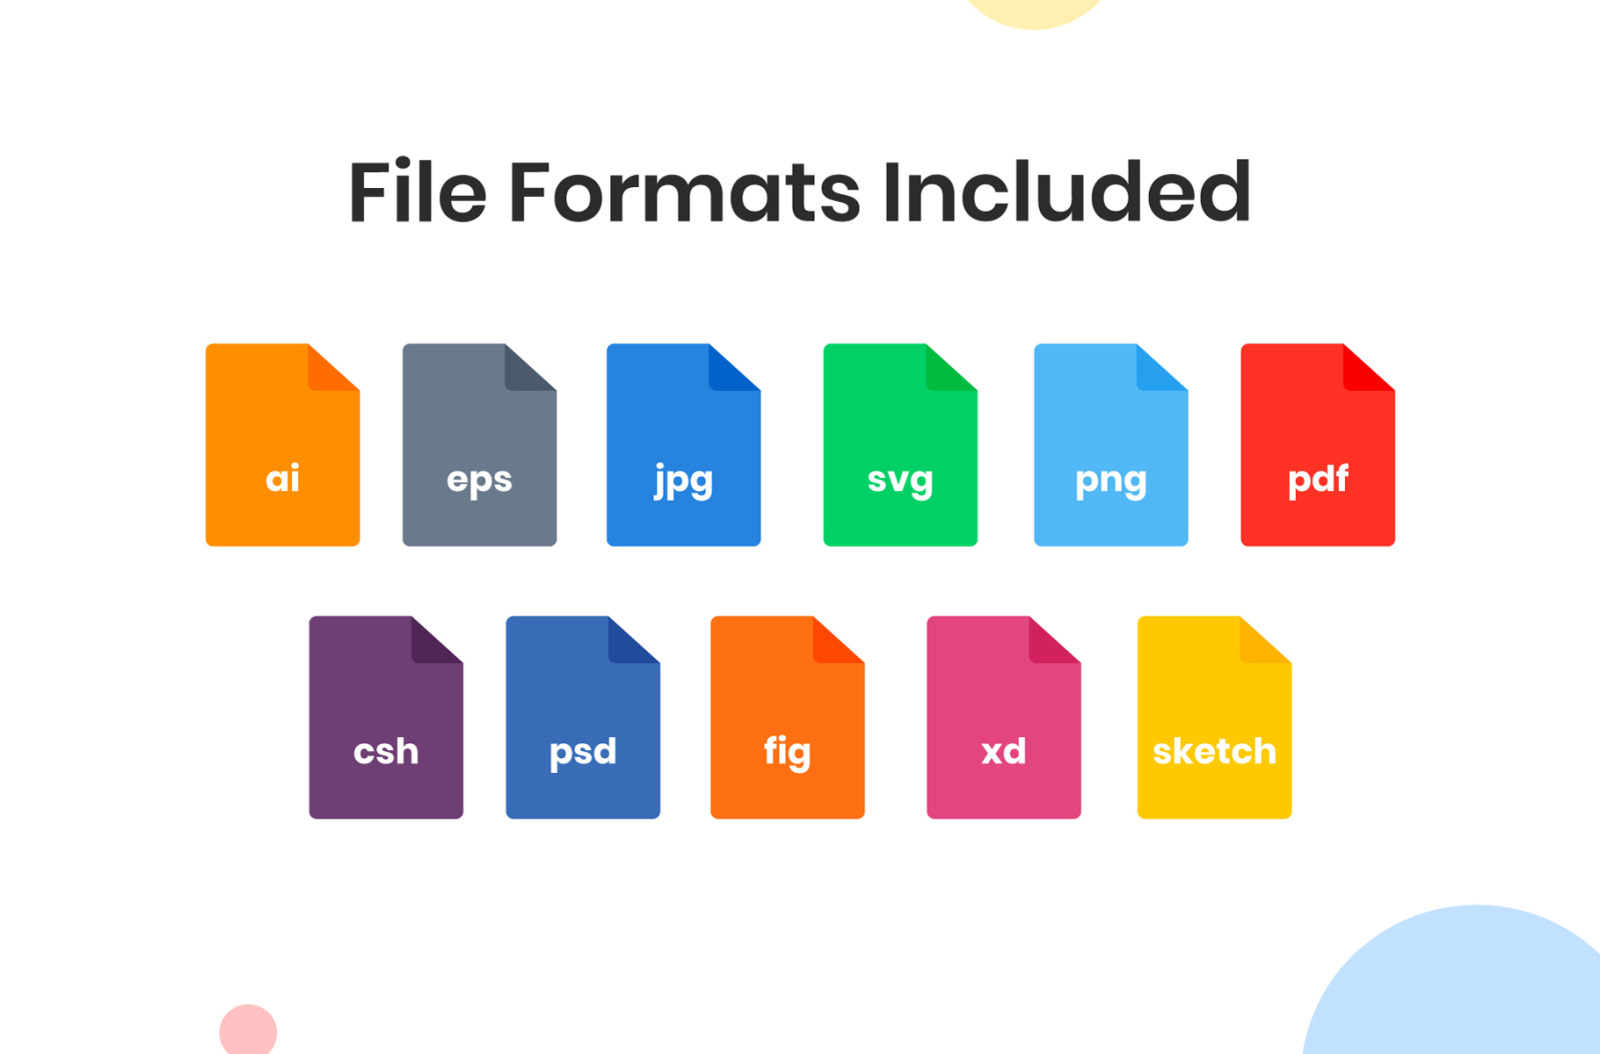 File Formats Included
ai eps jpg svg png pdf
csh psd fig xd sketch